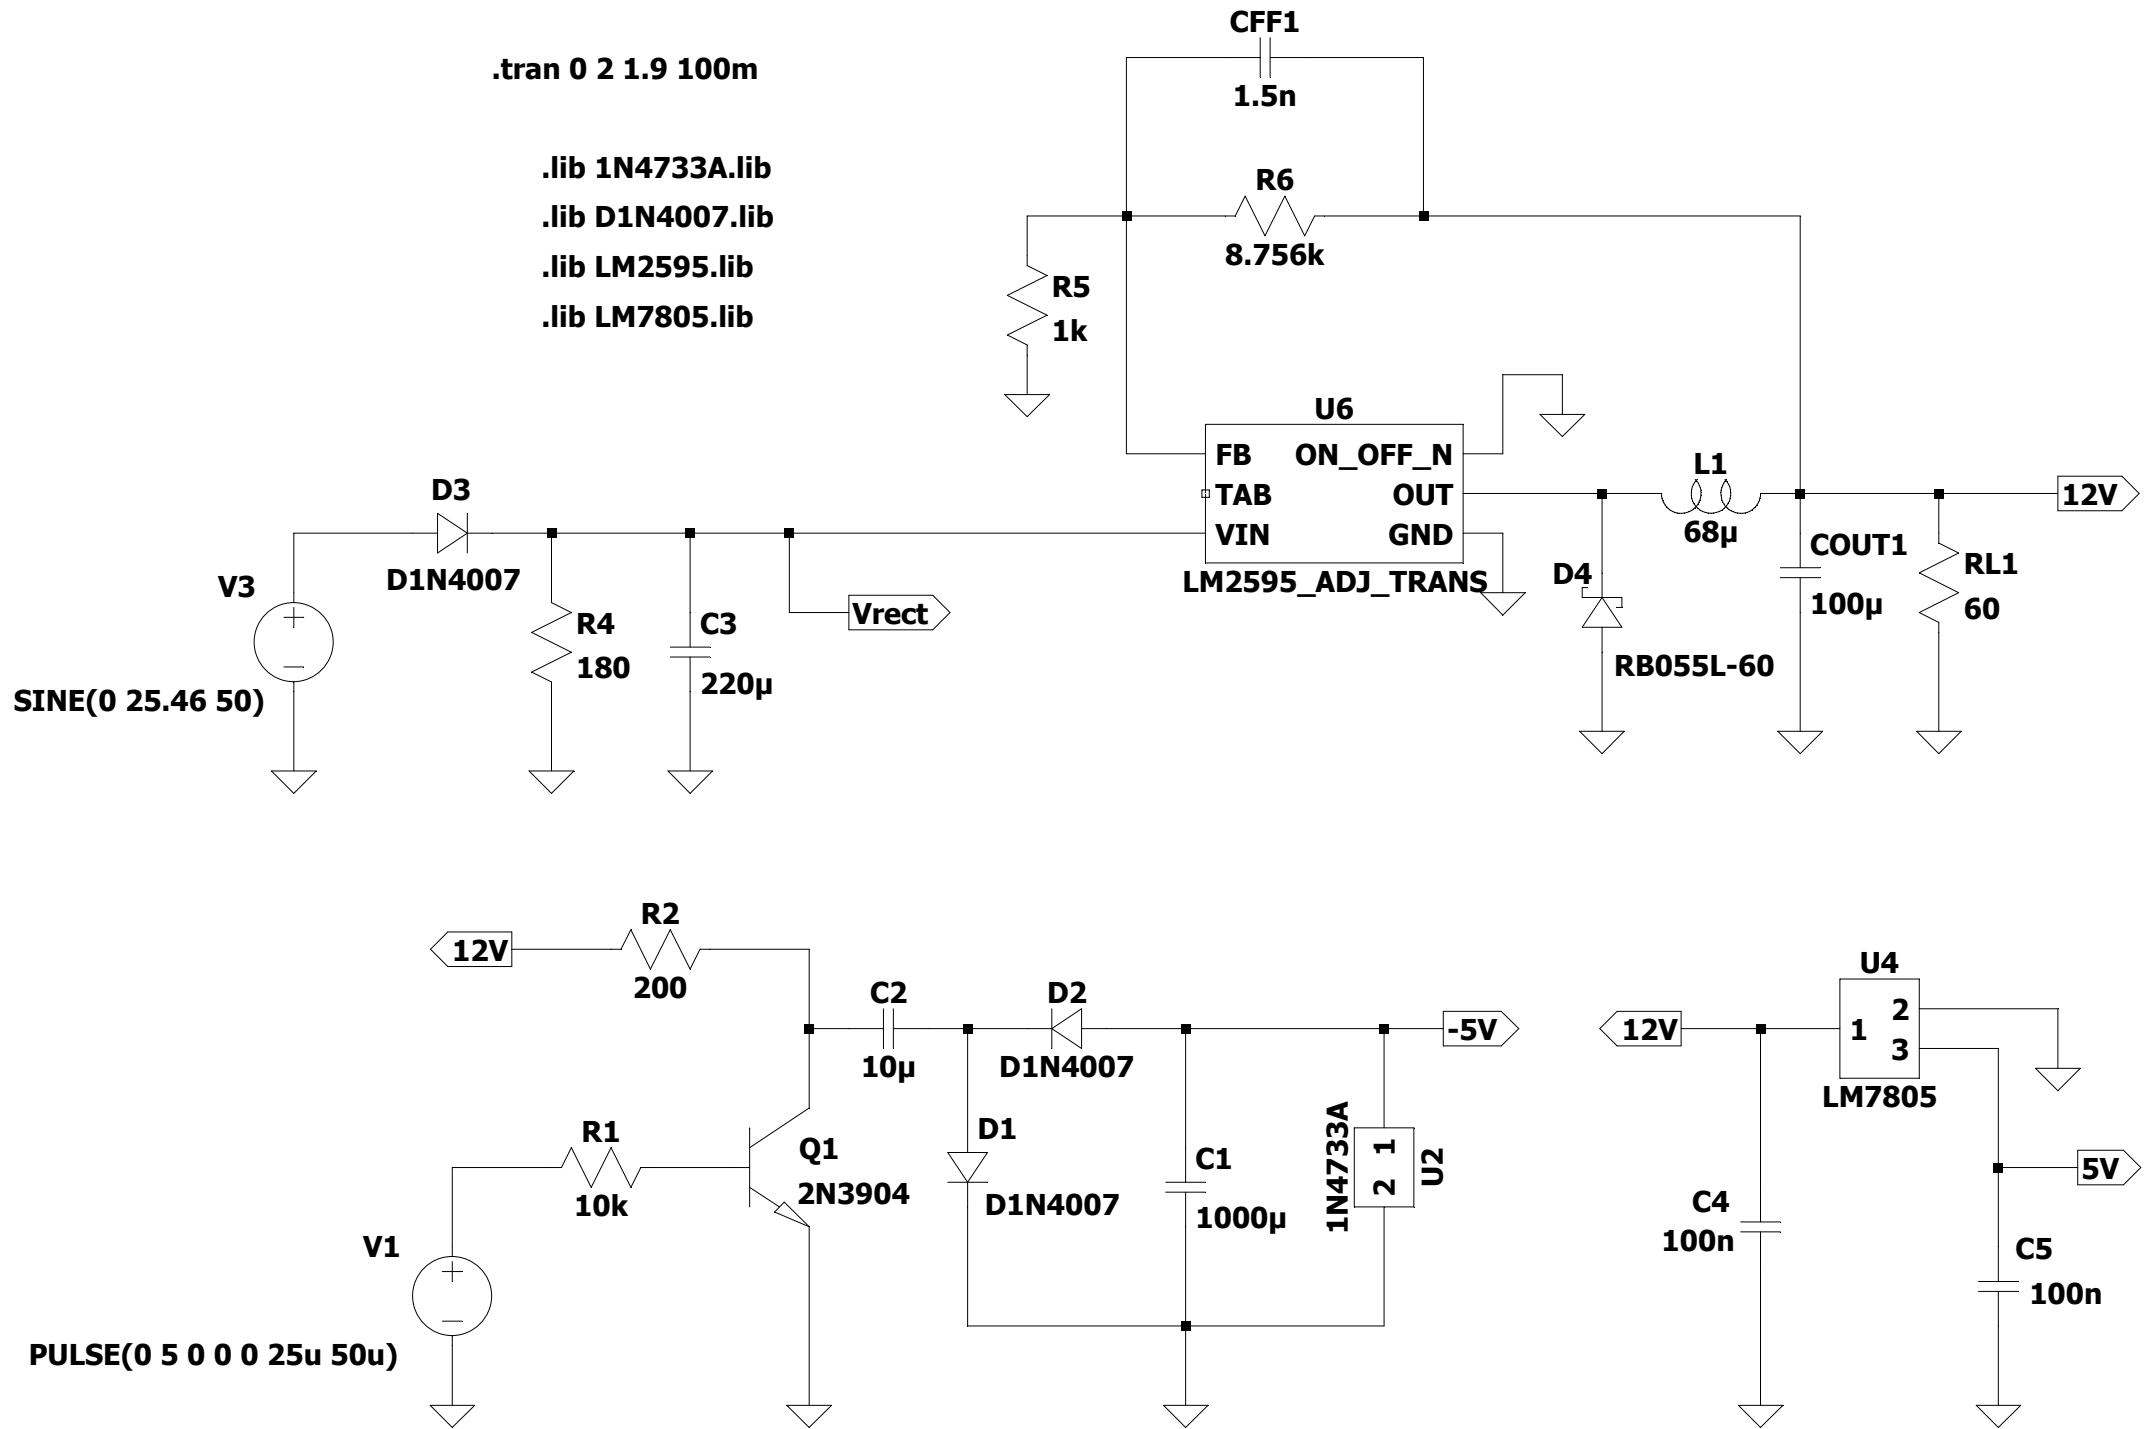 CFF1
1.5n
.tran 0 2 1.9 100m
.lib 1N4733A.lib
.lib D1N4007.lib
.lib LM2595.lib
.lib LM7805.lib
R6
8.756k
R5
1k
U6
FB
ON_OFF_N
TAB
OUT
VIN
GND
LM2595_ADJ_TRANS
D3
D1N4007
V3
SINE(0 25.46 50)
R4
180
C3
220µ
Vrect
L1
68µ
12V
D4
RB055L-60
COUT1
100µ
RL1
60
12V
R2
200
C2
10µ
D2
D1N4007
-5V
R1
10k
Q1
2N3904
D1
D1N4007
C1
1000µ
1N4733A
1
2
U2
V1
PULSE(0 5 0 0 0 25u 50u)
12V
U4
1
2
3
LM7805
5V
C4
100n
C5
100n